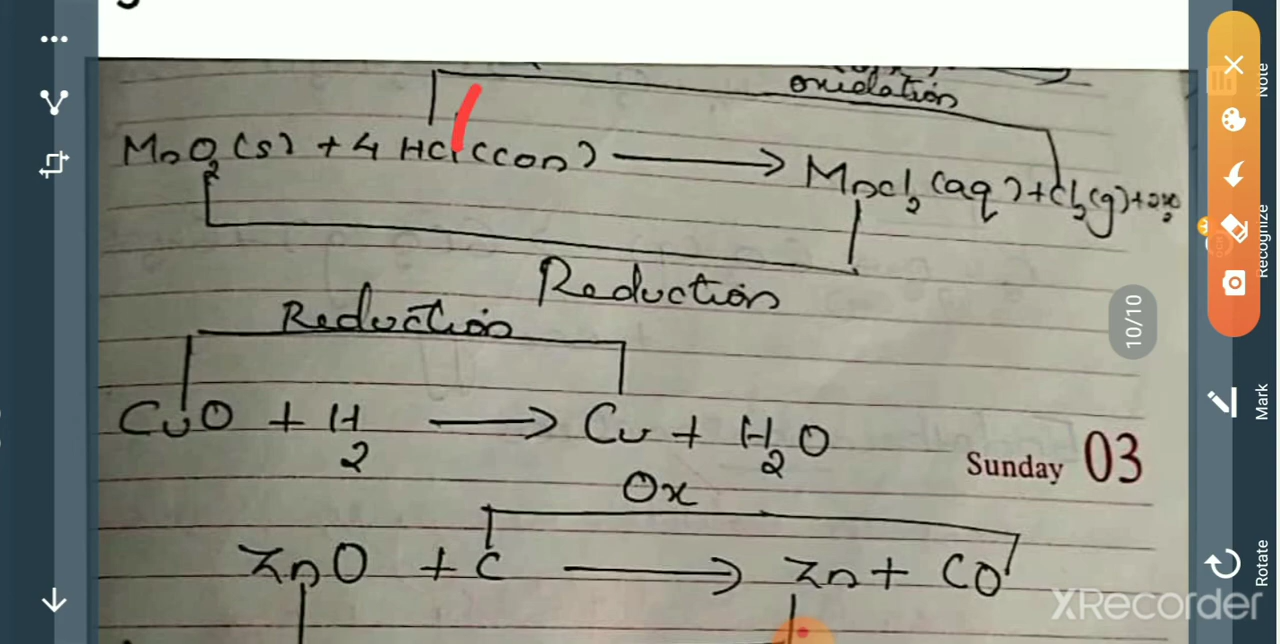 oxidation
MnO2(s) + 4 HCl(con) ⟶ MnCl2 (aq) + Cl2(g) +
Reduction
Reduction
CuO + H2 ⟶ Cu + H2O
Sunday 03
Ox
ZnO + C ⟶ Zn + CO
10/10
Note
Recognize
Mark
Rotate
XRecorder